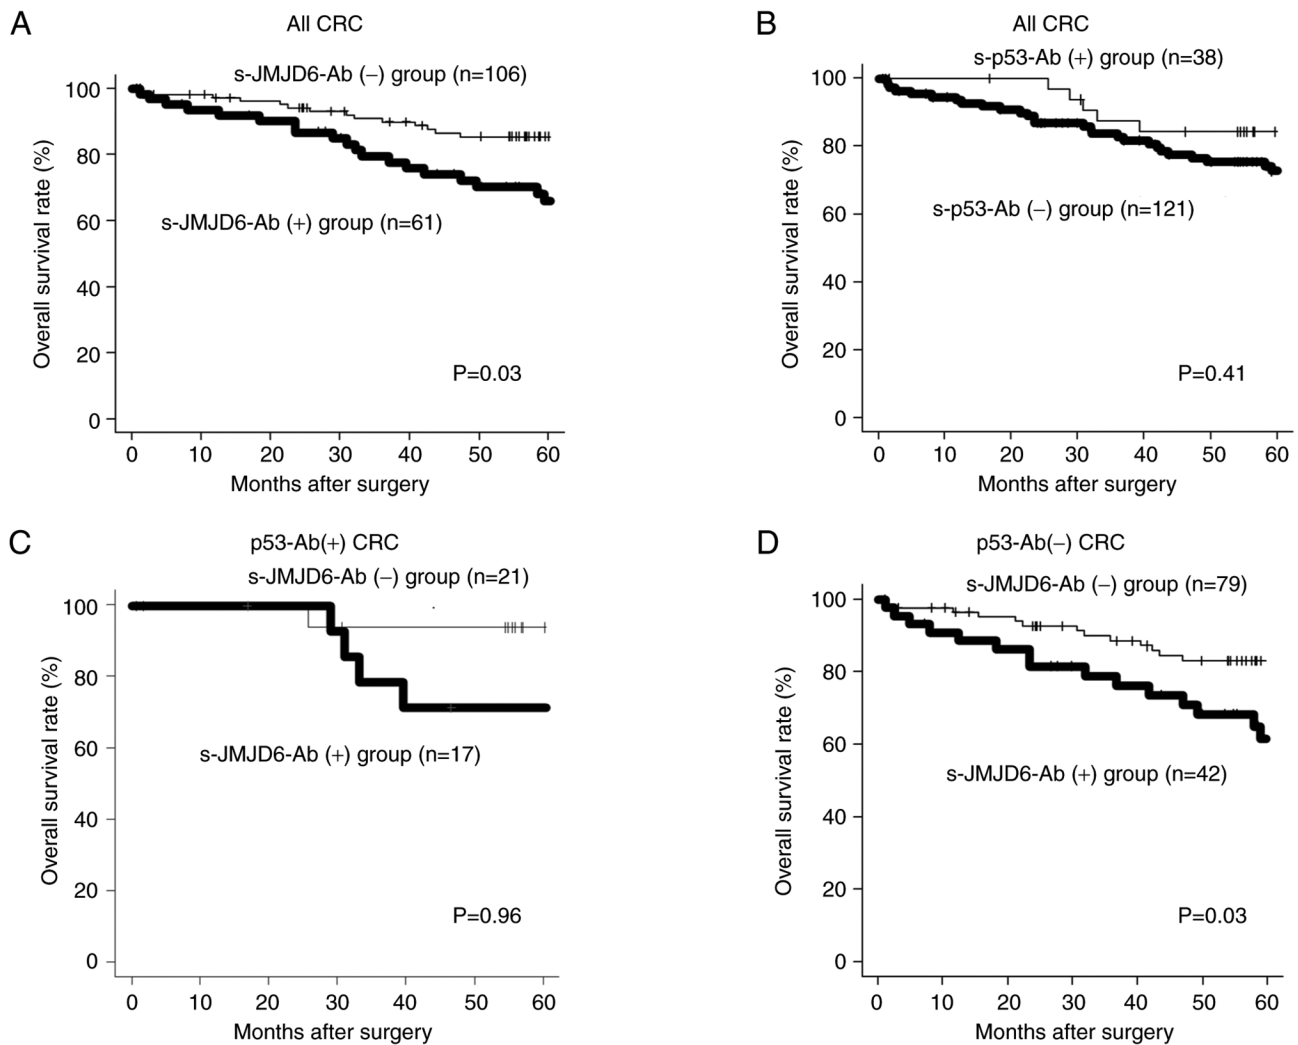 A
All CRC
s-JMJD6-Ab (−) group (n=106)
100
80
60
40
20
0
Overall survival rate (%)
s-JMJD6-Ab (+) group (n=61)
P=0.03
0 10 20 30 40 50 60
Months after surgery
B
All CRC
s-p53-Ab (+) group (n=38)
100
80
60
40
20
0
Overall survival rate (%)
s-p53-Ab (−) group (n=121)
P=0.41
0 10 20 30 40 50 60
Months after surgery
C
p53-Ab(+) CRC
s-JMJD6-Ab (−) group (n=21)
100
80
60
40
20
0
Overall survival rate (%)
s-JMJD6-Ab (+) group (n=17)
P=0.96
0 10 20 30 40 50 60
Months after surgery
D
p53-Ab(−) CRC
s-JMJD6-Ab (−) group (n=79)
100
80
60
40
20
0
Overall survival rate (%)
s-JMJD6-Ab (+) group (n=42)
P=0.03
0 10 20 30 40 50 60
Months after surgery